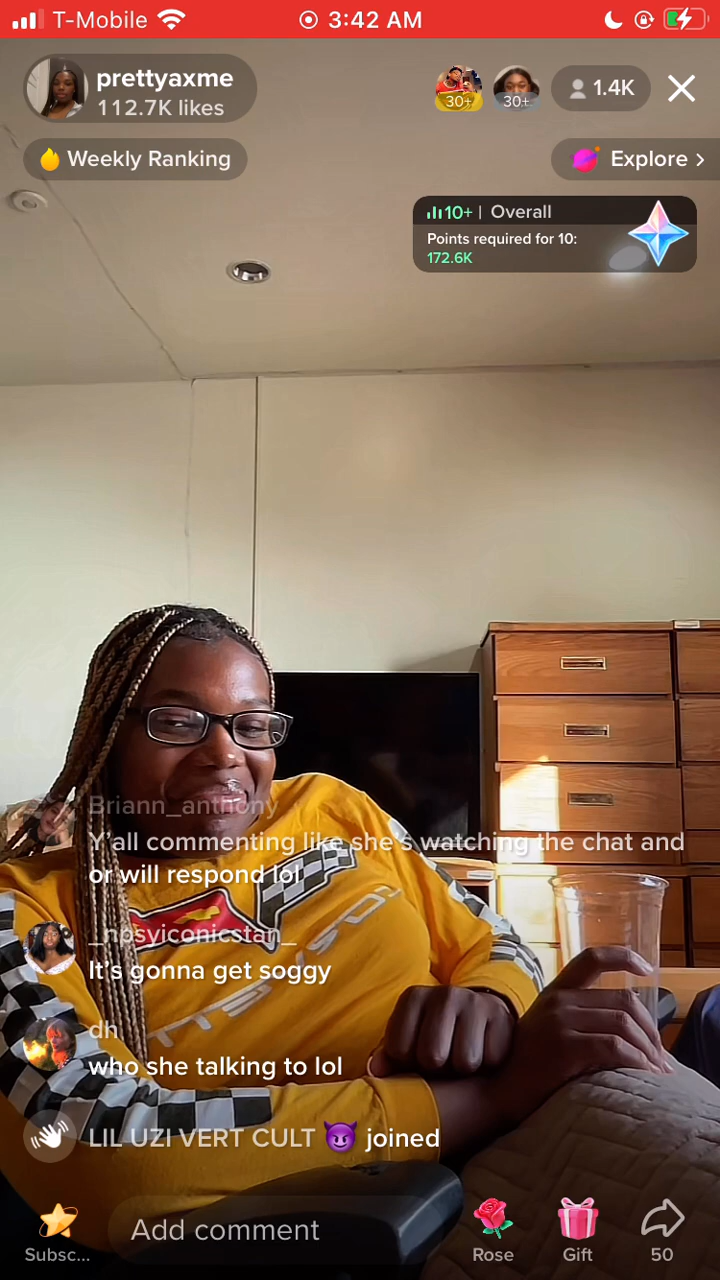 T-Mobile
3:42 AM
prettyaxme
112.7K likes
30+
30+
1.4K
Weekly Ranking
Explore >
10+ | Overall
Points required for 10:
172.6K
Briann_anthony
Y'all commenting like she's watching the chat and
or will respond lol
_npsyiconicstan_
It's gonna get soggy
dh
who she talking to lol
LIL UZI VERT CULT 😈 joined
Add comment
Subsc...
Rose
Gift
50